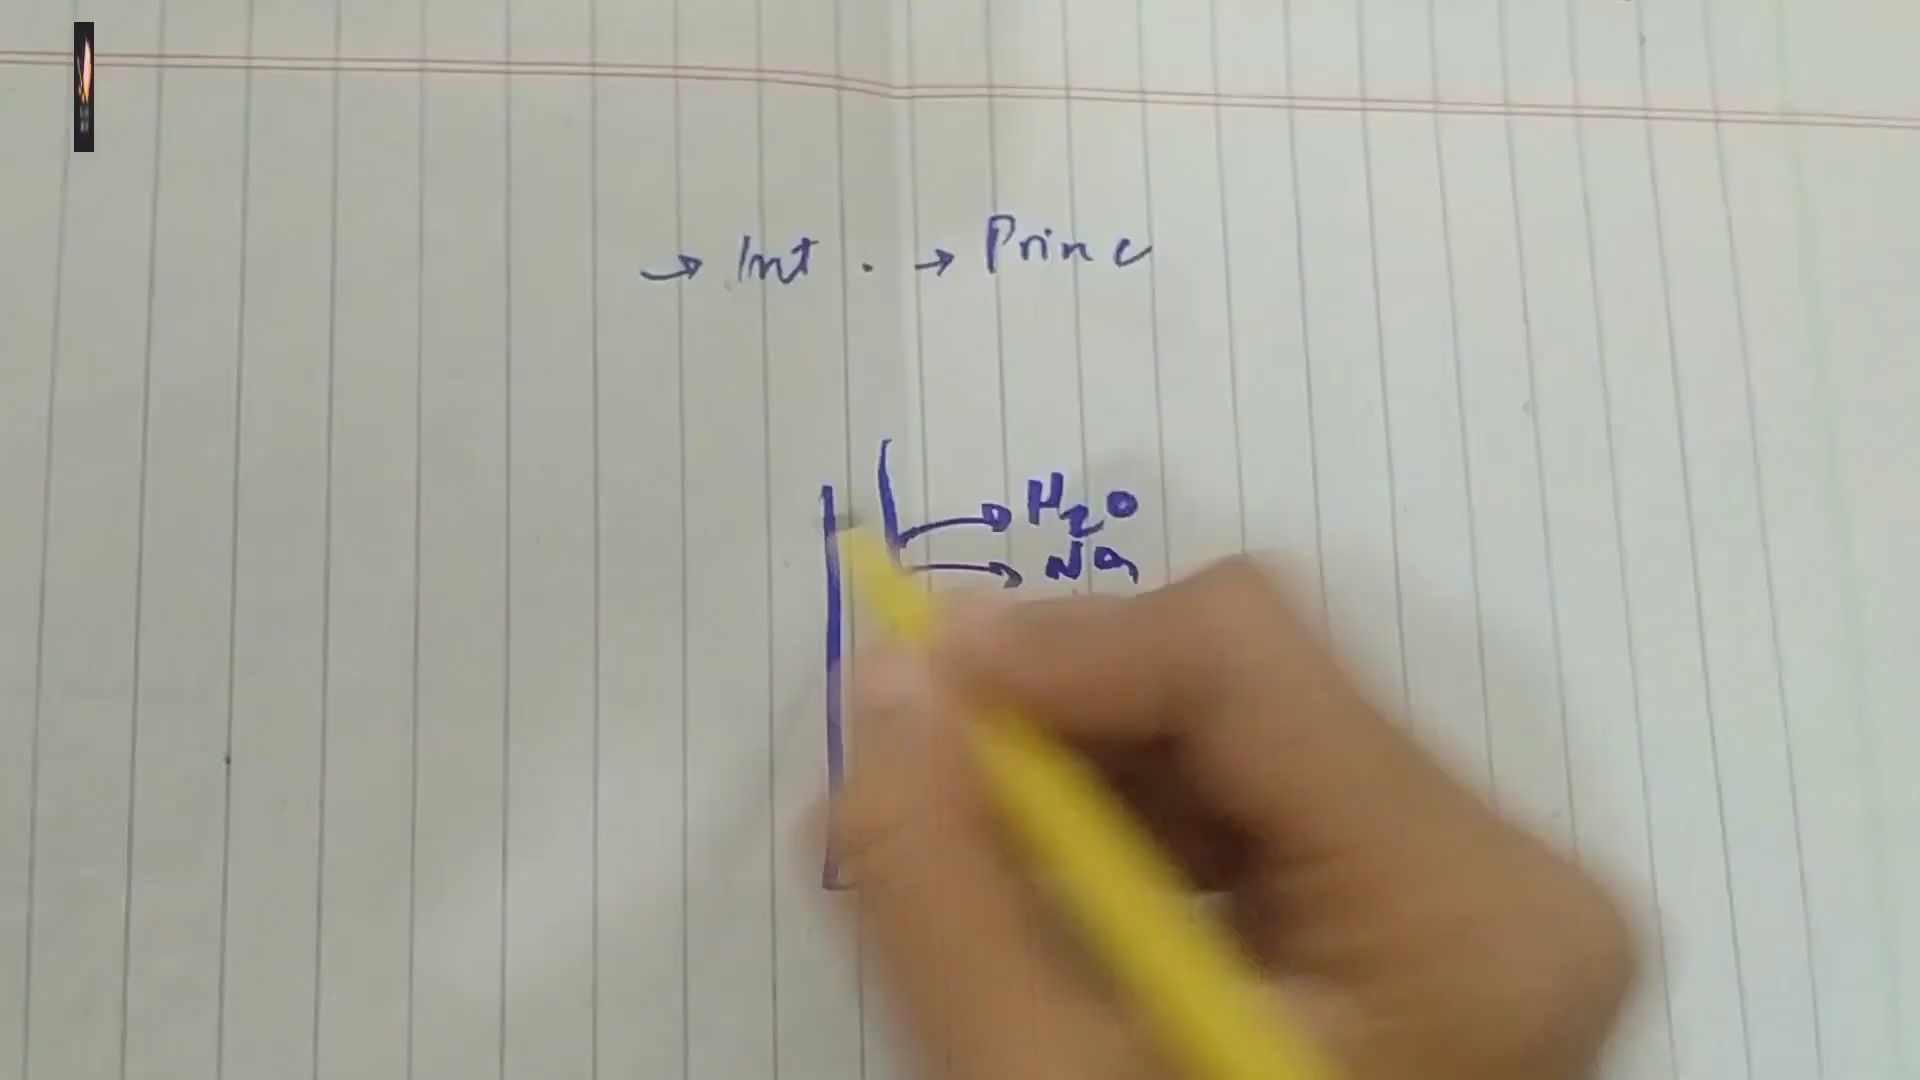 → Int . → Princ
H₂O
Na